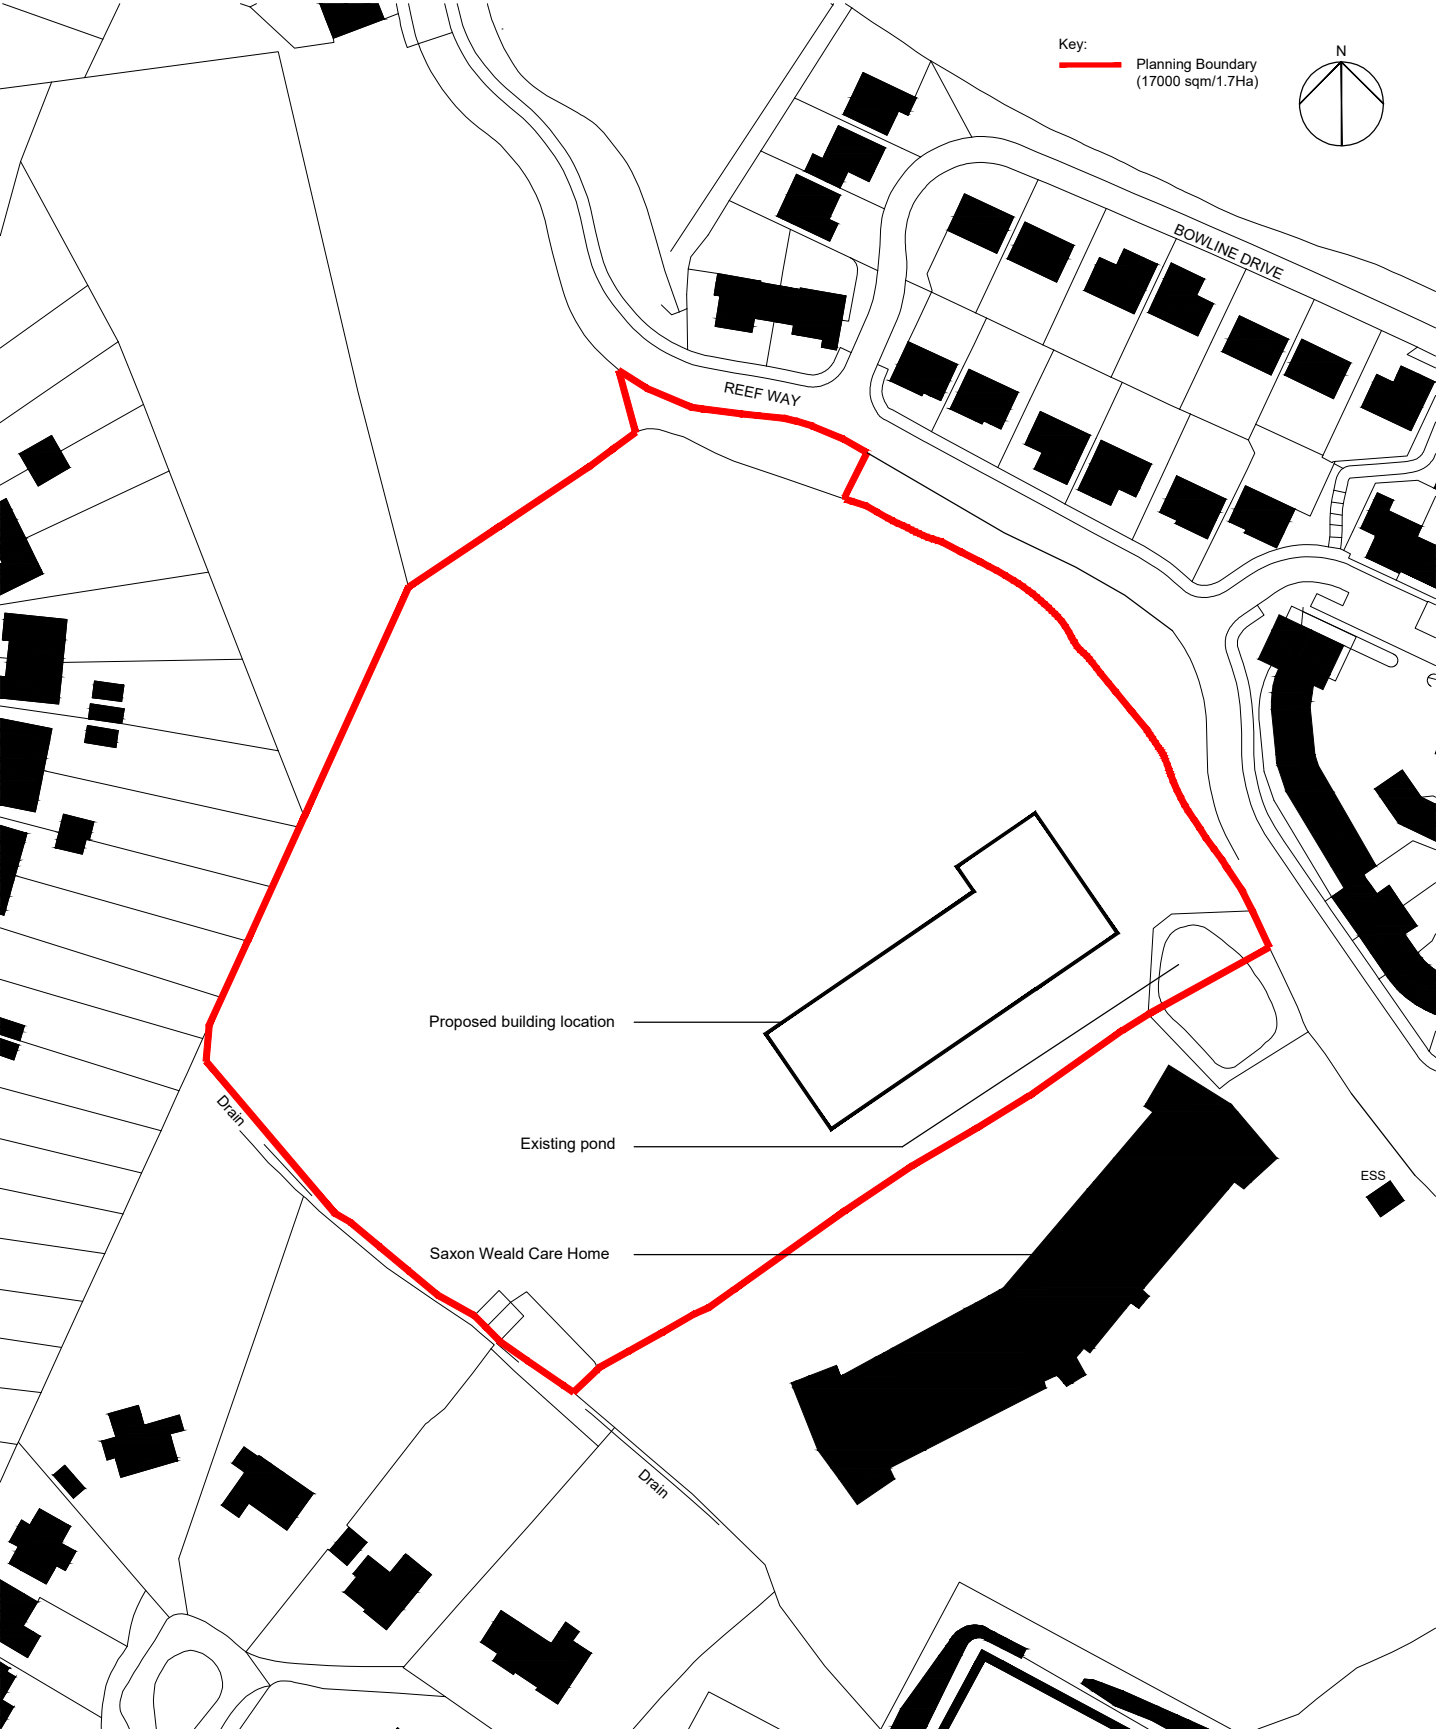 Key:
Planning Boundary
(17000 sqm/1.7Ha)
N
BOWLINE DRIVE
REEF WAY
Proposed building location
Drain
Existing pond
ESS
Saxon Weald Care Home
Drain